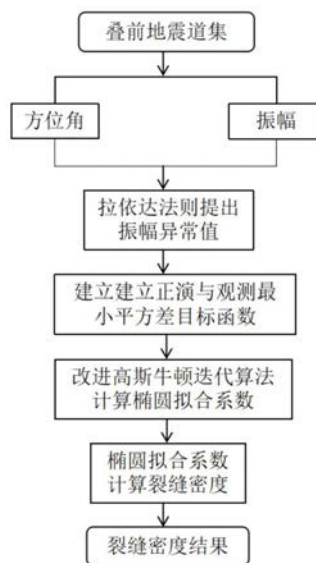 叠前地震道集
方位角
振幅
拉依达法则提出
振幅异常值
建立建立正演与观测最
小平方差目标函数
改进高斯牛顿迭代算法
计算椭圆拟合系数
椭圆拟合系数
计算裂缝密度
裂缝密度结果